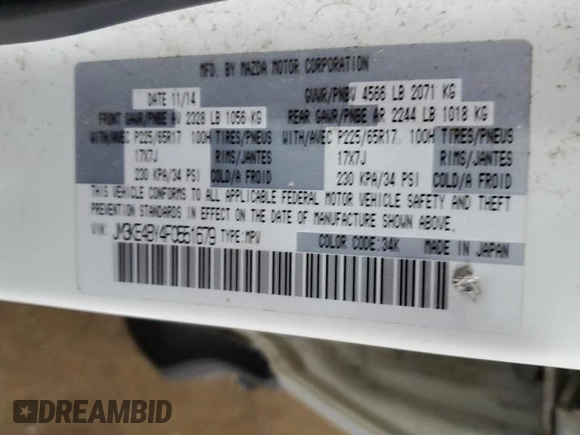 MFG. BY MAZDA MOTOR CORPORATION
DATE 11/14 GVWR/PNBV 4566 LB 2071 KG
FRONT GAWR/PNBE AV 2328 LB 1056 KG REAR GAWR/PNBE AR 2244 LB 1018 KG
WITH/AVEC P225/65R17 100H TIRES/PNEUS WITH/AVEC P225/65R17 100H TIRES/PNEUS
17X7J RIMS/JANTES 17X7J RIMS/JANTES
230 KPA/34 PSI COLD/A FROID 230 KPA/34 PSI COLD/A FROID
THIS VEHICLE CONFORMS TO ALL APPLICABLE FEDERAL MOTOR VEHICLE SAFETY AND THEFT
PREVENTION STANDARDS IN EFFECT ON THE DATE OF MANUFACTURE SHOWN ABOVE.
VIN: JM3KE4BY4F0551679 TYPE:MPV COLOR CODE:34K MADE IN JAPAN
DREAMBID